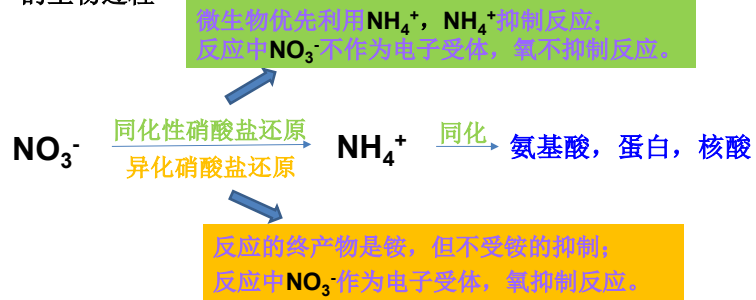 的生物过程
微生物优先利用NH₄⁺，NH₄⁺抑制反应；
反应中NO₃⁻不作为电子受体，氧不抑制反应。
NO₃⁻ 同化性硝酸盐还原 NH₄⁺ 同化 氨基酸，蛋白，核酸
异化硝酸盐还原
反应的终产物是铵，但不受铵的抑制；
反应中NO₃⁻作为电子受体，氧抑制反应。